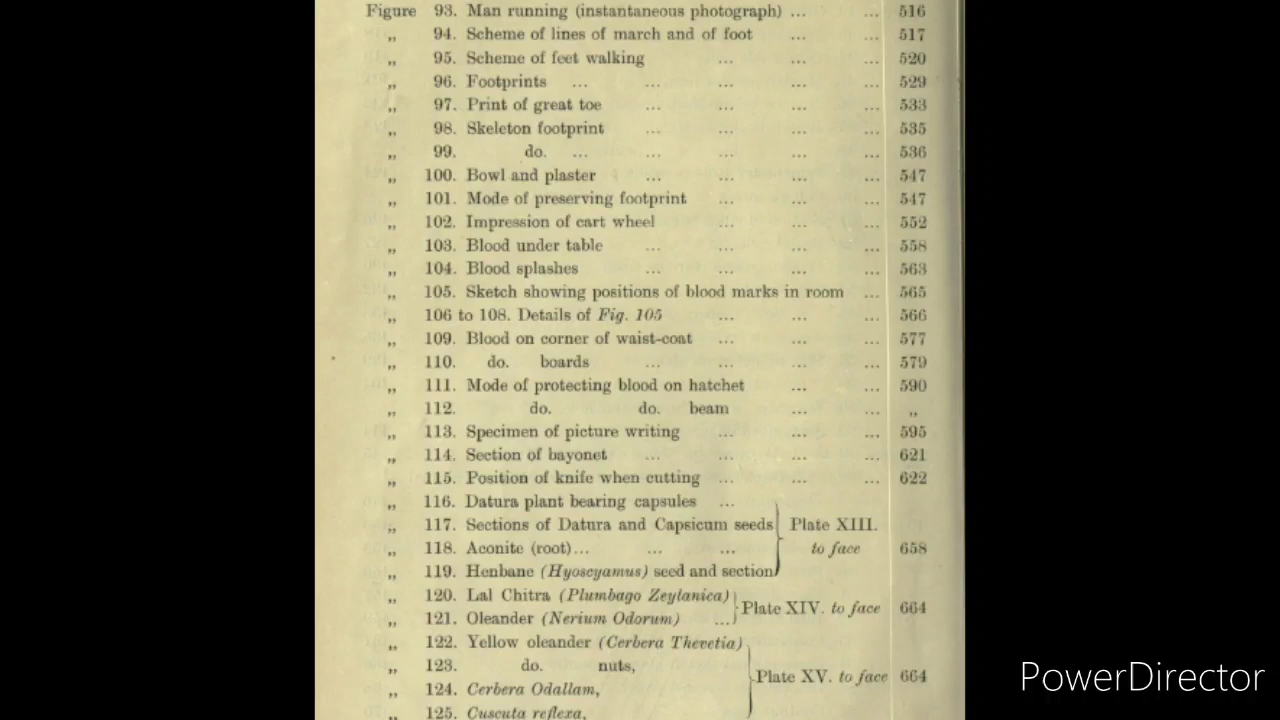 Figure 93. Man running (instantaneous photograph) ... ... 516
„ 94. Scheme of lines of march and of foot ... ... 517
„ 95. Scheme of feet walking ... ... ... 520
„ 96. Footprints ... ... ... ... ... 529
„ 97. Print of great toe ... ... ... ... 533
„ 98. Skeleton footprint ... ... ... ... 535
„ 99. do. ... ... ... ... ... 536
„ 100. Bowl and plaster ... ... ... ... 547
„ 101. Mode of preserving footprint ... ... ... 547
„ 102. Impression of cart wheel ... ... ... 552
„ 103. Blood under table ... ... ... ... 558
„ 104. Blood splashes ... ... ... ... 563
„ 105. Sketch showing positions of blood marks in room ... 565
„ 106 to 108. Details of Fig. 105 ... ... ... 566
„ 109. Blood on corner of waist-coat ... ... ... 577
„ 110. do. boards ... ... ... ... 579
„ 111. Mode of protecting blood on hatchet ... ... 590
„ 112. do. do. beam ... ... „
„ 113. Specimen of picture writing ... ... ... 595
„ 114. Section of bayonet ... ... ... ... 621
„ 115. Position of knife when cutting ... ... ... 622
„ 116. Datura plant bearing capsules ...
„ 117. Sections of Datura and Capsicum seeds Plate XIII.
„ 118. Aconite (root)... ... ... to face 658
„ 119. Henbane (Hyoscyamus) seed and section
„ 120. Lal Chitra (Plumbago Zeylanica)
Plate XIV. to face 664
„ 121. Oleander (Nerium Odorum) ...
„ 122. Yellow oleander (Cerbera Thevetia)
„ 123. do. nuts,
Plate XV. to face 664
„ 124. Cerbera Odallam,
„ 125. Cuscuta reflexa,
PowerDirector